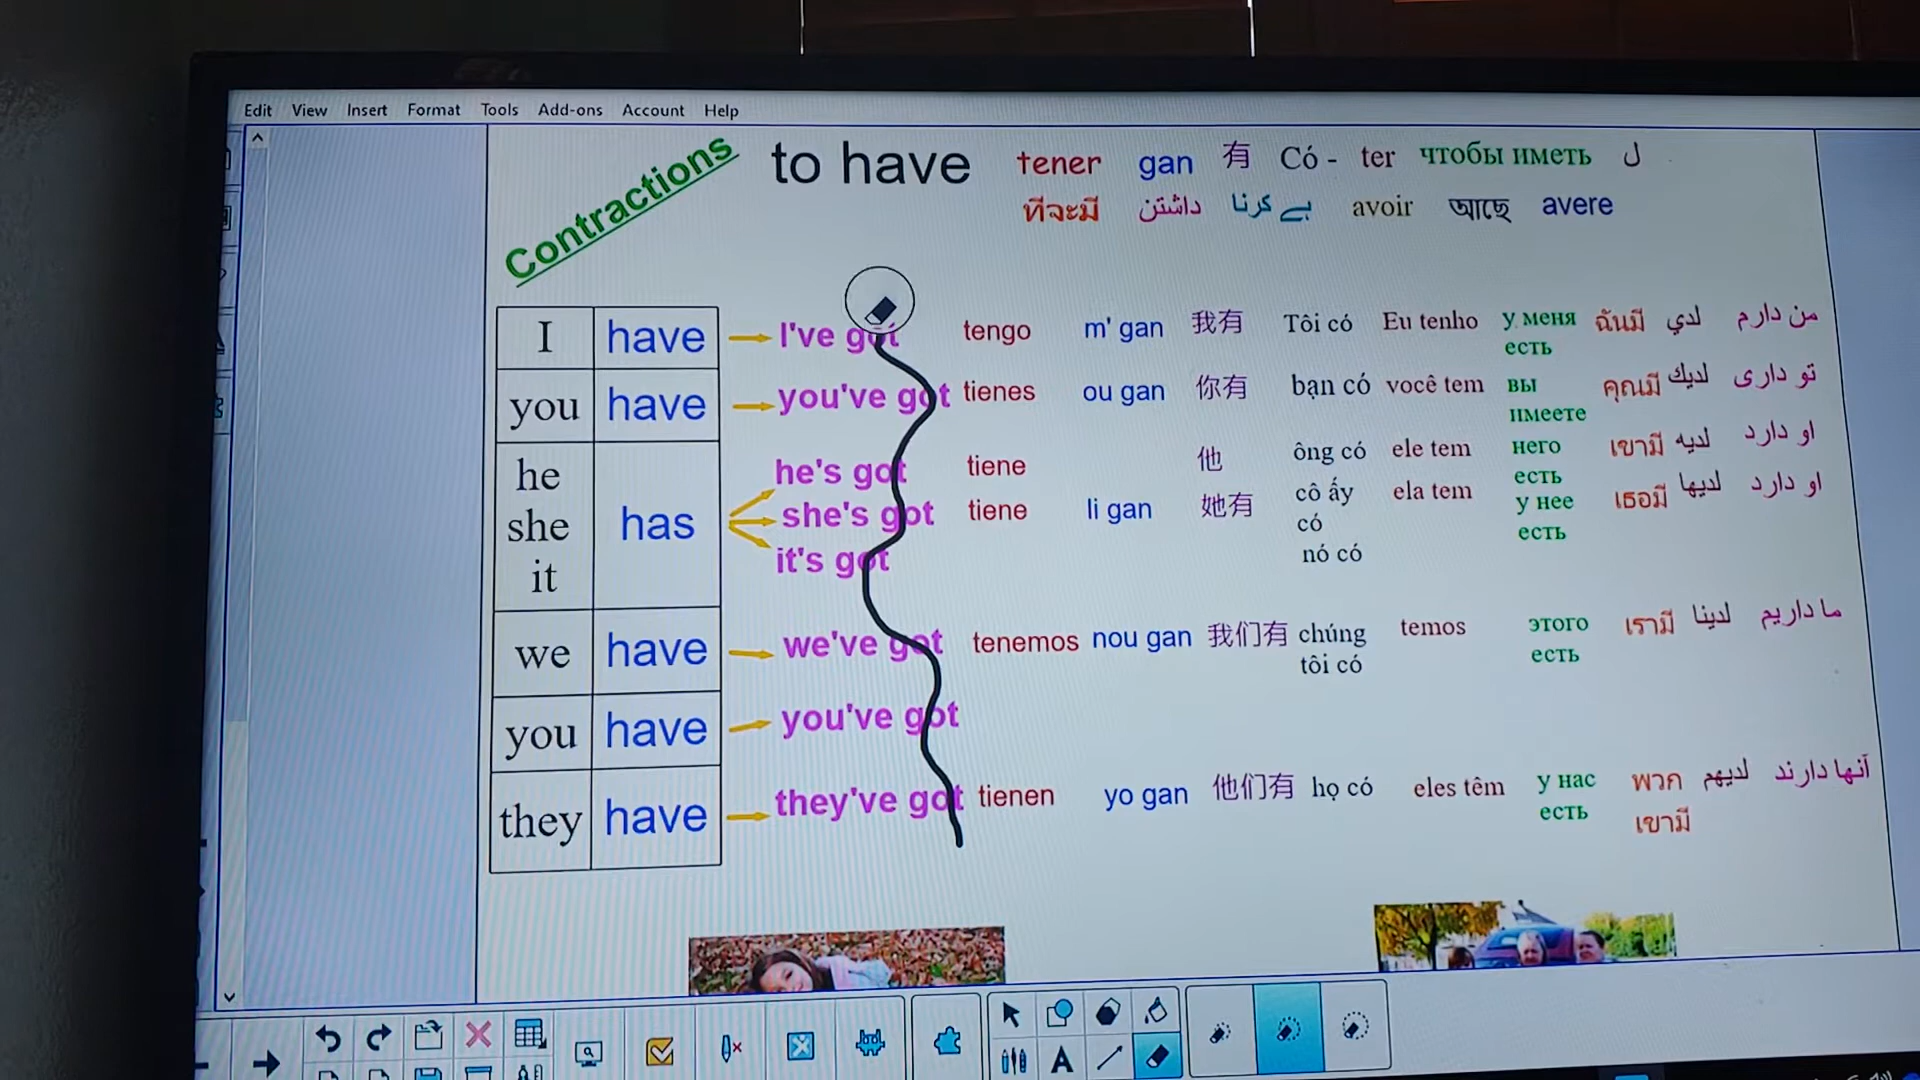 Edit View Insert Format Tools Add-ons Account Help
Contractions
to have tener gan 有 Có - ter чтобы иметь ل
ที่จะมี داشتن ہے کرنا avoir আছে avere
I have I've got tengo m' gan 我有 Tôi có Eu tenho у меня есть ฉันมี لدي من دارم
you have you've got tienes ou gan 你有 bạn có você tem вы имеете คุณมี لديك تو داری
he he's got tiene 他 ông có ele tem него есть เขามี لديه او دارد
she has she's got tiene li gan 她有 cô ấy có ela tem у нее есть เธอมี لديها او دارد
it it's got nó có
we have we've got tenemos nou gan 我们有 chúng tôi có temos этого есть เรามี لدينا ما داریم
you have you've got
they have they've got tienen yo gan 他们有 họ có eles têm у нас есть พวกเขามี لديهم آنها دارند